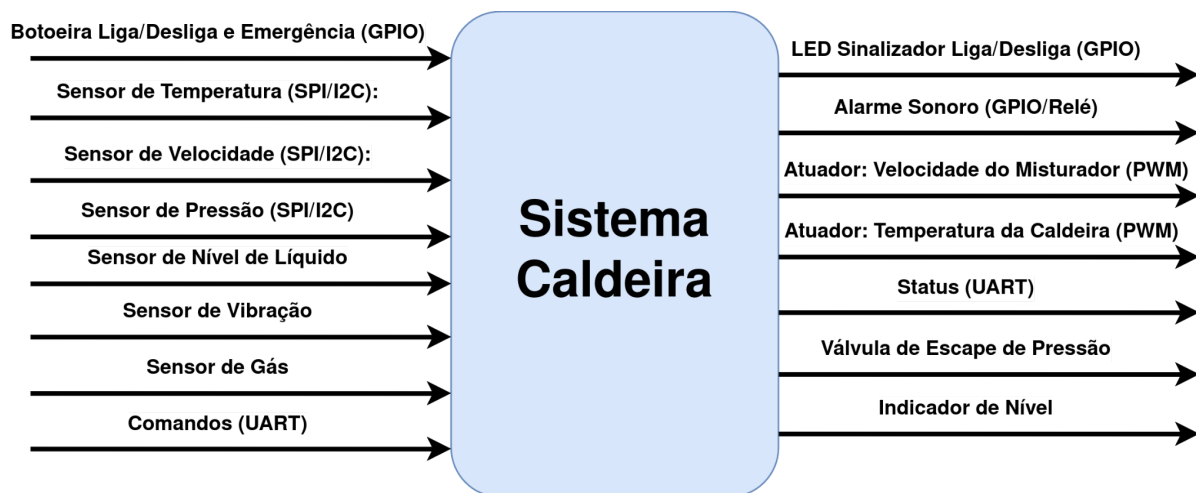 Botoeira Liga/Desliga e Emergência (GPIO)
Sensor de Temperatura (SPI/I2C):
Sensor de Velocidade (SPI/I2C):
Sensor de Pressão (SPI/I2C)
Sensor de Nível de Líquido
Sensor de Vibração
Sensor de Gás
Comandos (UART)
Sistema
Caldeira
LED Sinalizador Liga/Desliga (GPIO)
Alarme Sonoro (GPIO/Relé)
Atuador: Velocidade do Misturador (PWM)
Atuador: Temperatura da Caldeira (PWM)
Status (UART)
Válvula de Escape de Pressão
Indicador de Nível